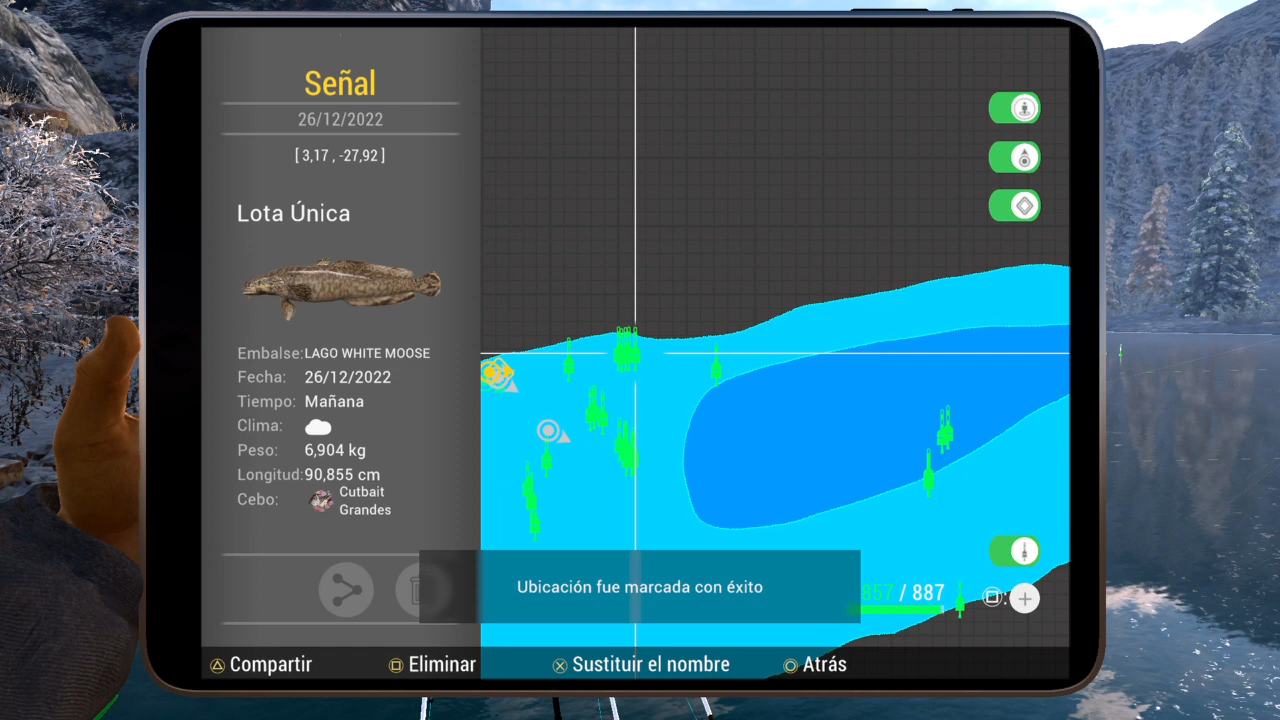 Señal
26/12/2022
[ 3,17 , -27,92 ]
Lota Única
Embalse: LAGO WHITE MOOSE
Fecha: 26/12/2022
Tiempo: Mañana
Clima:
Peso: 6,904 kg
Longitud: 90,855 cm
Cebo: Cutbait
Grandes
Ubicación fue marcada con éxito
857 / 887
Compartir
Eliminar
Sustituir el nombre
Atrás